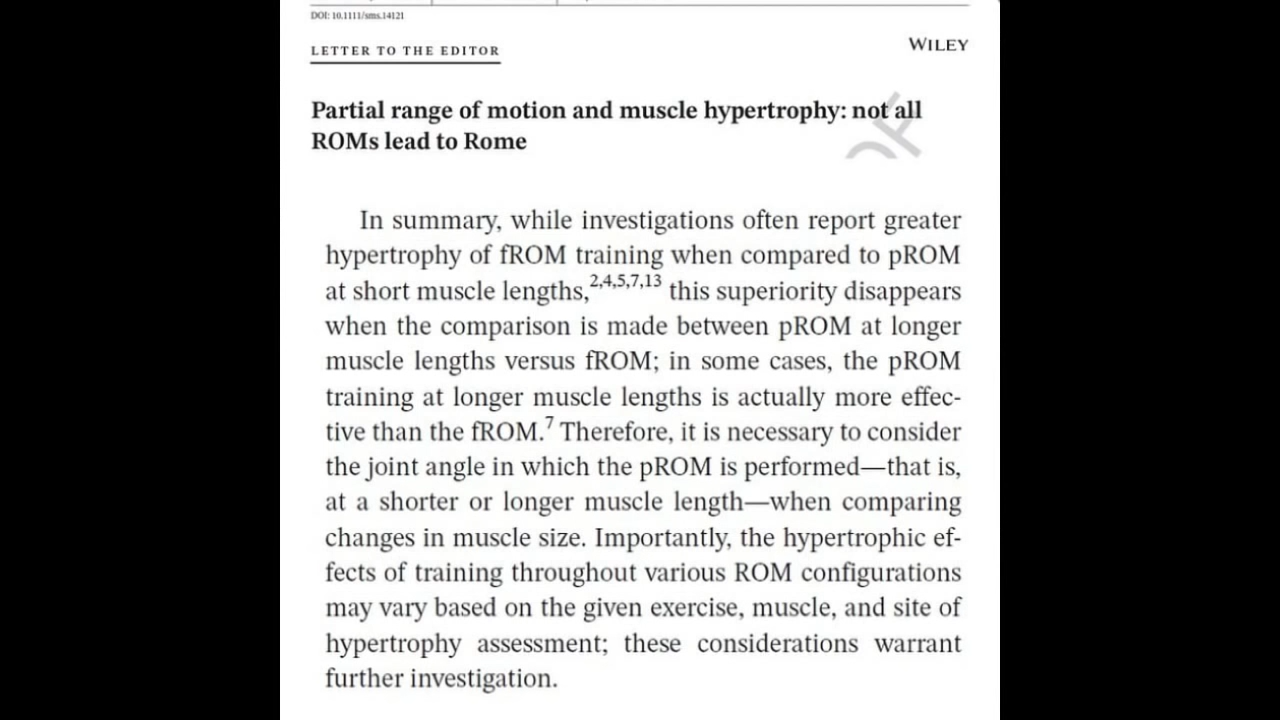 DOI: 10.1111/sms.14121
LETTER TO THE EDITOR
WILEY
Partial range of motion and muscle hypertrophy: not all
ROMs lead to Rome
In summary, while investigations often report greater
hypertrophy of fROM training when compared to pROM
at short muscle lengths,2,4,5,7,13 this superiority disappears
when the comparison is made between pROM at longer
muscle lengths versus fROM; in some cases, the pROM
training at longer muscle lengths is actually more effec-
tive than the fROM.7 Therefore, it is necessary to consider
the joint angle in which the pROM is performed—that is,
at a shorter or longer muscle length—when comparing
changes in muscle size. Importantly, the hypertrophic ef-
fects of training throughout various ROM configurations
may vary based on the given exercise, muscle, and site of
hypertrophy assessment; these considerations warrant
further investigation.